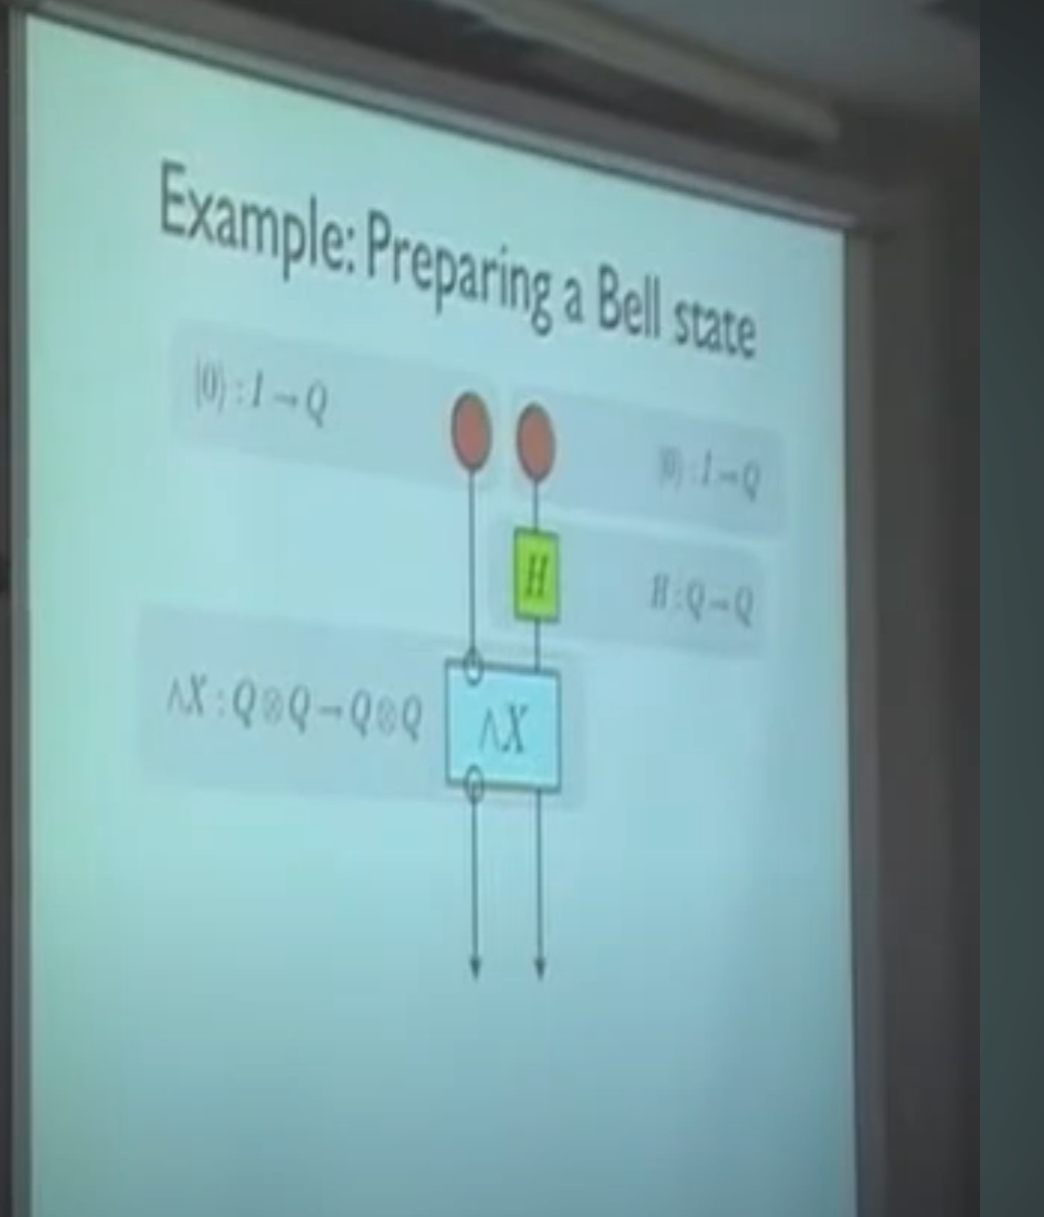 Example: Preparing a Bell state
|0⟩ : I → Q
|0⟩ : I → Q
H
H : Q → Q
∧X : Q ⊗ Q → Q ⊗ Q
∧X